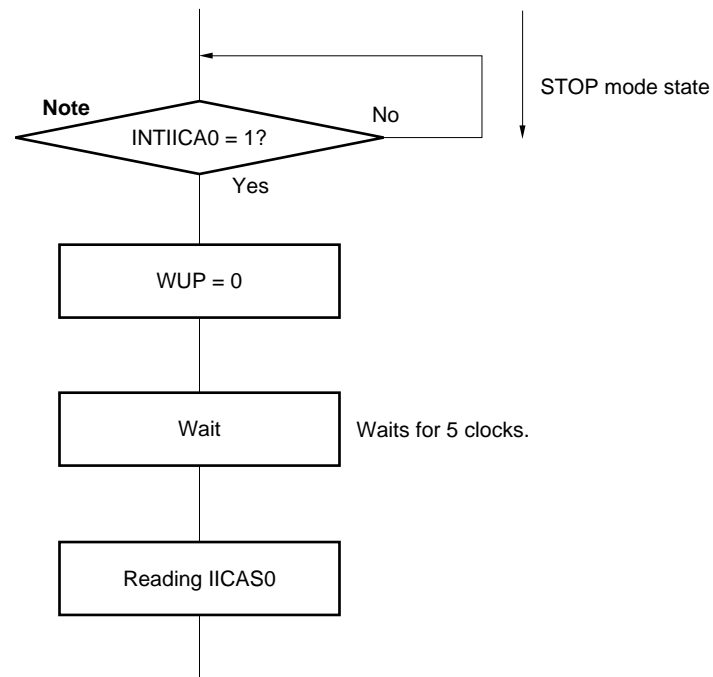 STOP mode state
Note
No
INTIICA0 = 1?
Yes
WUP = 0
Wait
Waits for 5 clocks.
Reading IICAS0